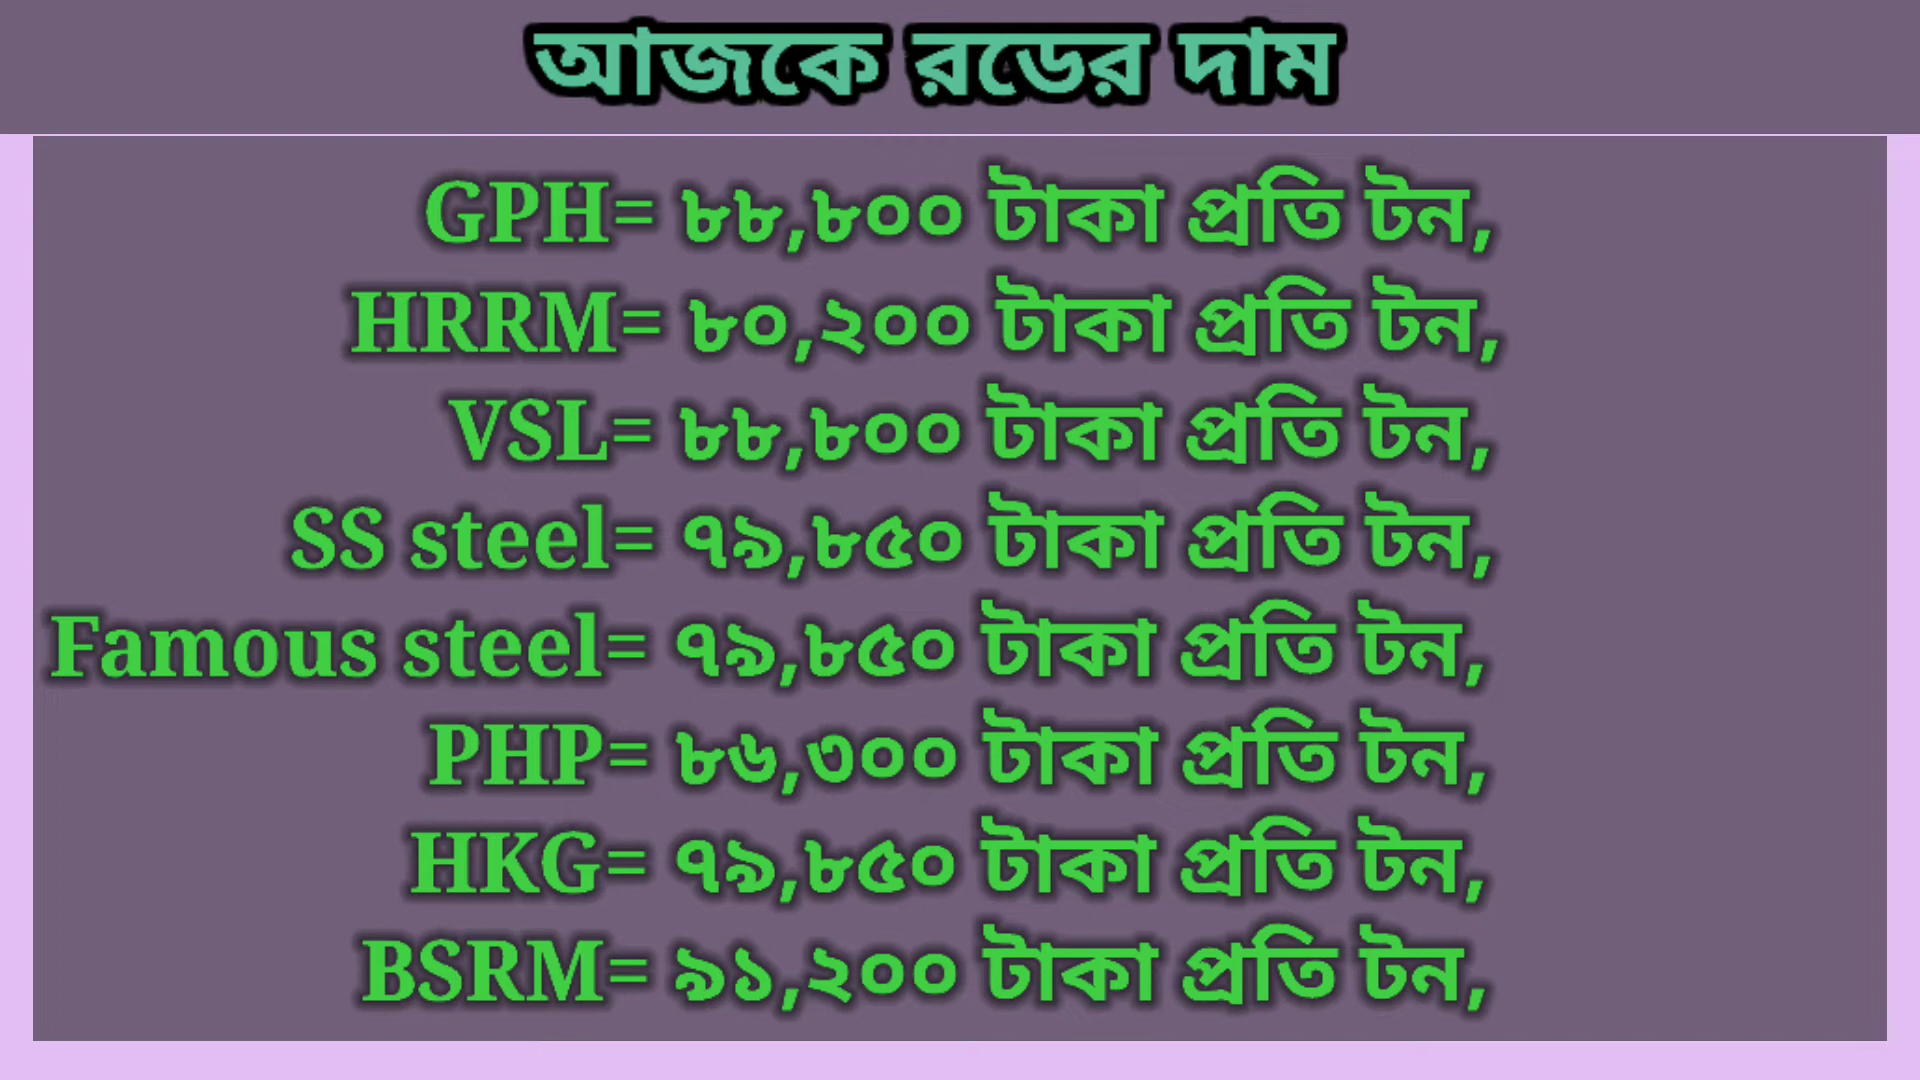 আজকে রডের দাম
GPH= ৮৮,৮০০ টাকা প্রতি টন,
HRRM= ৮০,২০০ টাকা প্রতি টন,
VSL= ৮৮,৮০০ টাকা প্রতি টন,
SS steel= ৭৯,৮৫০ টাকা প্রতি টন,
Famous steel= ৭৯,৮৫০ টাকা প্রতি টন,
PHP= ৮৬,৩০০ টাকা প্রতি টন,
HKG= ৭৯,৮৫০ টাকা প্রতি টন,
BSRM= ৯১,২০০ টাকা প্রতি টন,